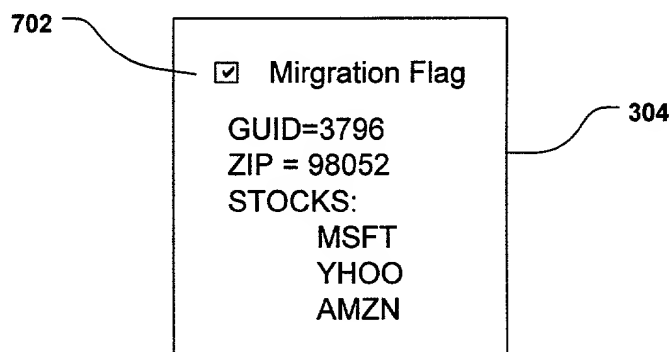 702
Mirgration Flag
304
GUID=3796
ZIP = 98052
STOCKS:
MSFT
YHOO
AMZN